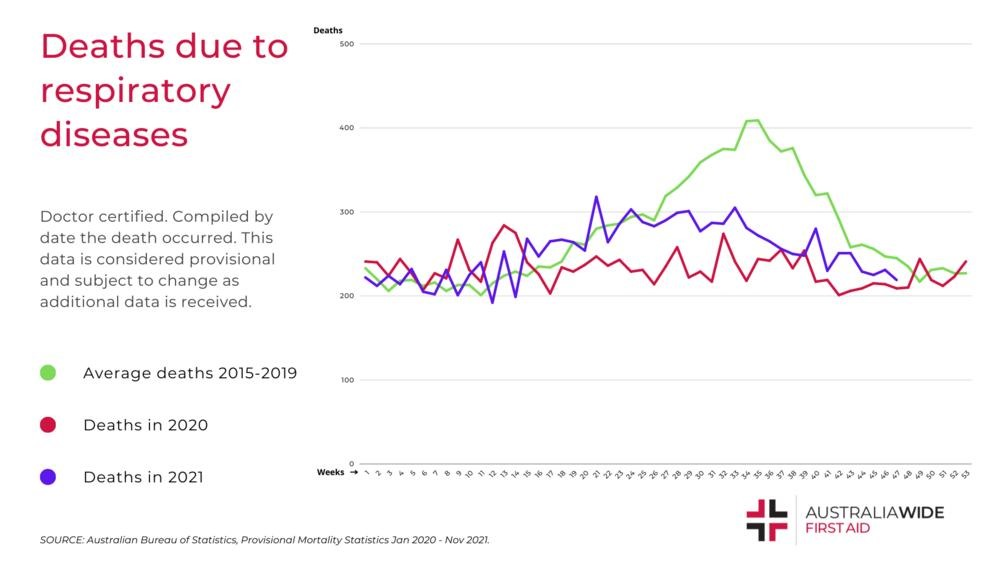 Deaths due to
respiratory
diseases
Doctor certified. Compiled by
date the death occurred. This
data is considered provisional
and subject to change as
additional data is received.
Average deaths 2015-2019
Deaths in 2020
Deaths in 2021
Deaths
500
400
300
200
100
0
Weeks → 1 2 3 4 5 6 7 8 9 10 11 12 13 14 15 16 17 18 19 20 21 22 23 24 25 26 27 28 29 30 31 32 33 34 35 36 37 38 39 40 41 42 43 44 45 46 47 48 49 50 51 52 53
SOURCE: Australian Bureau of Statistics, Provisional Mortality Statistics Jan 2020 - Nov 2021.
AUSTRALIAWIDE
FIRST AID